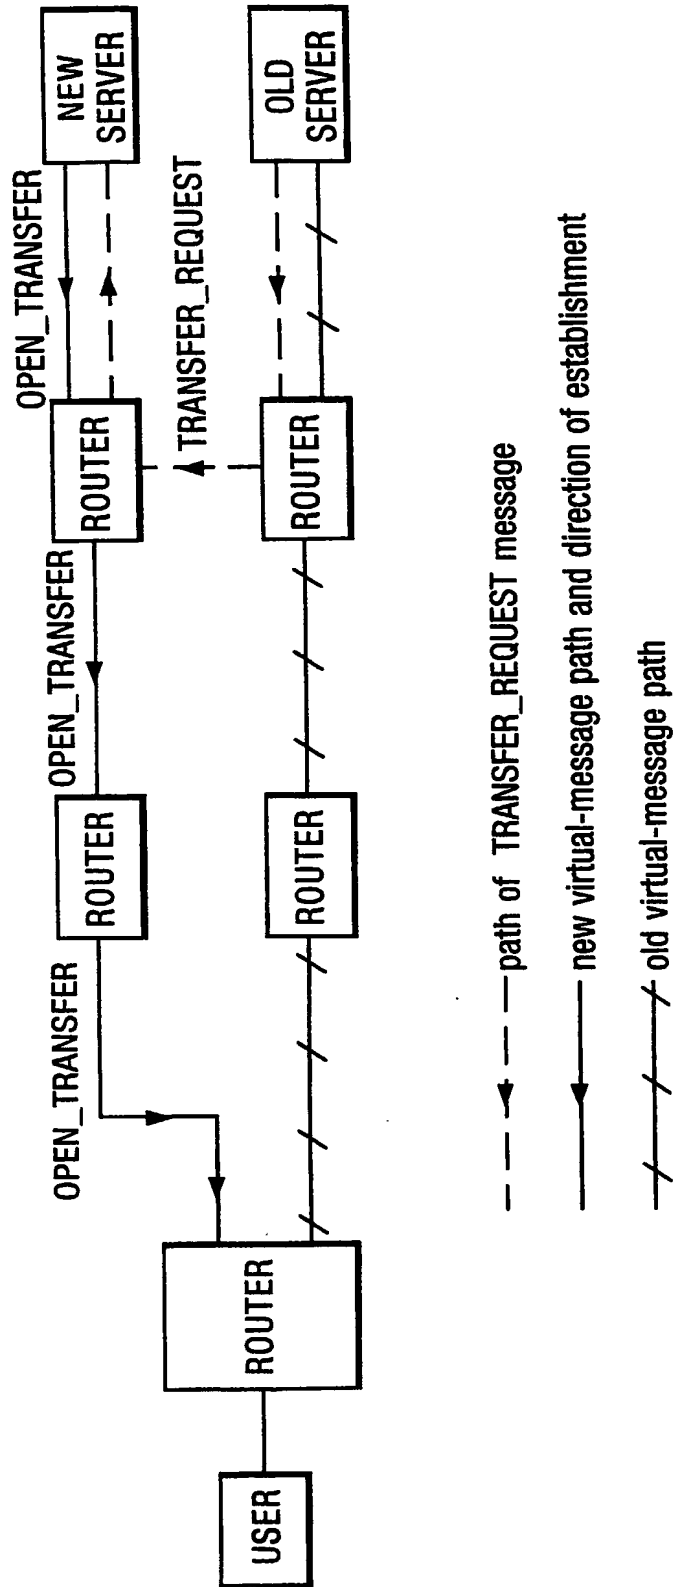 NEW
SERVER
OLD
SERVER
OPEN_TRANSFER
TRANSFER_REQUEST
ROUTER
ROUTER
OPEN_TRANSFER
ROUTER
ROUTER
OPEN_TRANSFER
ROUTER
USER
path of TRANSFER_REQUEST message
new virtual-message path and direction of establishment
old virtual-message path